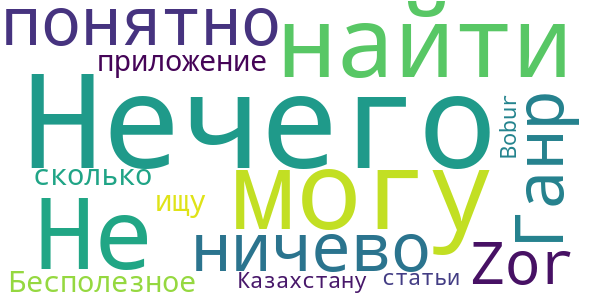 понятно
найти
приложение
Нечего
Bobur
Ганр
сколько
могу
ищу
Не
ничево
Zor
Бесполезное
Казахстану
статьи